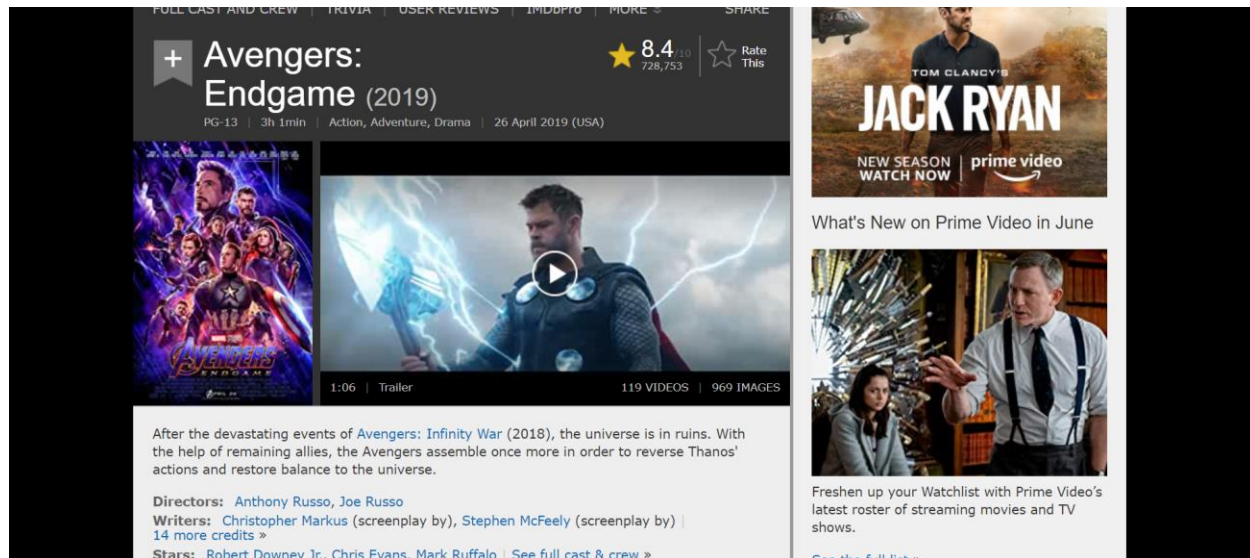 FULL CAST AND CREW | TRIVIA | USER REVIEWS | IMDbPro | MORE
SHARE
+ Avengers:
Endgame (2019)
8.4/10
728,753
Rate
This
PG-13 | 3h 1min | Action, Adventure, Drama | 26 April 2019 (USA)
AVENGERS
ENDGAME
APRIL 26
1:06 | Trailer
119 VIDEOS | 969 IMAGES
After the devastating events of Avengers: Infinity War (2018), the universe is in ruins. With
the help of remaining allies, the Avengers assemble once more in order to reverse Thanos'
actions and restore balance to the universe.
Directors: Anthony Russo, Joe Russo
Writers: Christopher Markus (screenplay by), Stephen McFeely (screenplay by) |
14 more credits »
Stars: Robert Downey Jr., Chris Evans, Mark Ruffalo | See full cast & crew »
TOM CLANCY'S
JACK RYAN
NEW SEASON
WATCH NOW
prime video
What's New on Prime Video in June
Freshen up your Watchlist with Prime Video's
latest roster of streaming movies and TV
shows.
See the full list »